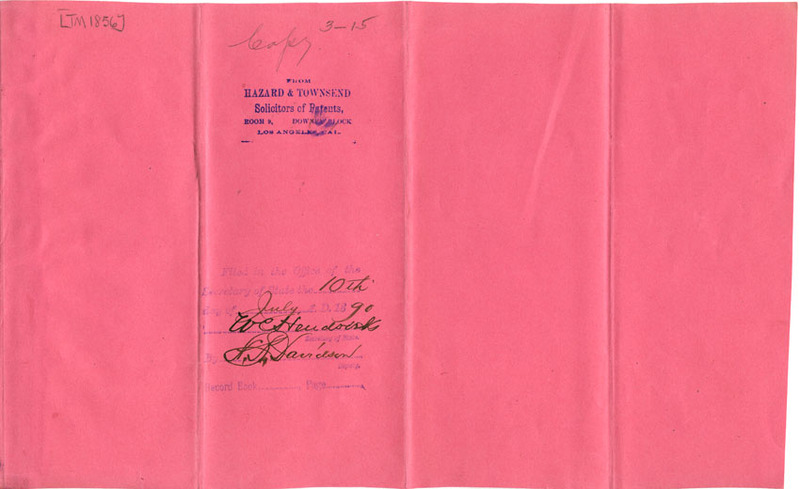 [TM 1856]
3-15
Copy
FROM
HAZARD & TOWNSEND
Solicitors of Patents,
ROOM 9, DOWNEY BLOCK
LOS ANGELES, CAL.
Filed in the Office of the
Secretary of State the 10th
day of July A.D. 1890
W C Hendricks
Secretary of State.
By Davidson
Deputy.
Record Book Page